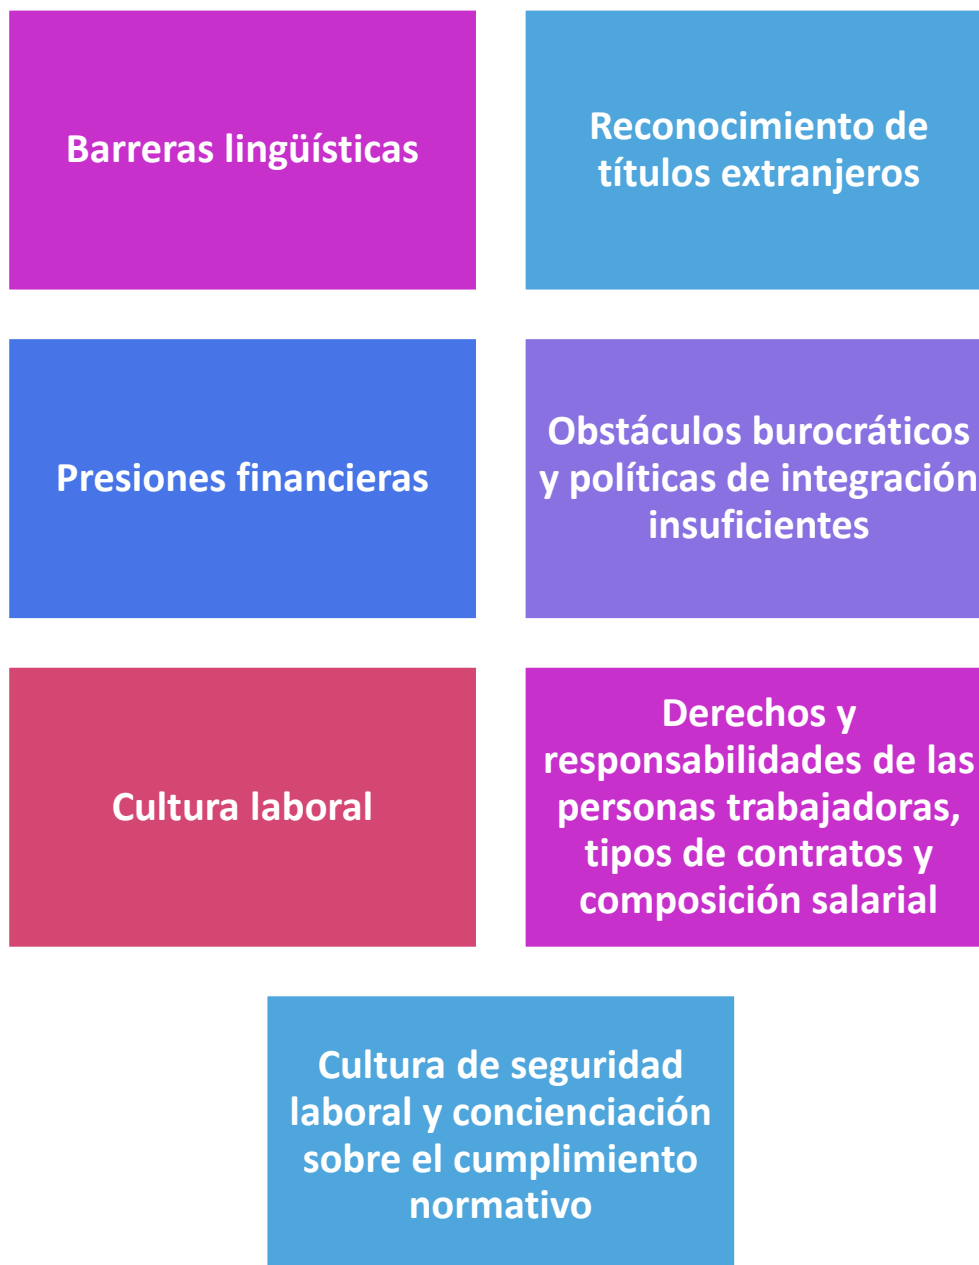 Barreras lingüísticas
Reconocimiento de
títulos extranjeros
Presiones financieras
Obstáculos burocráticos
y políticas de integración
insuficientes
Cultura laboral
Derechos y
responsabilidades de las
personas trabajadoras,
tipos de contratos y
composición salarial
Cultura de seguridad
laboral y concienciación
sobre el cumplimiento
normativo